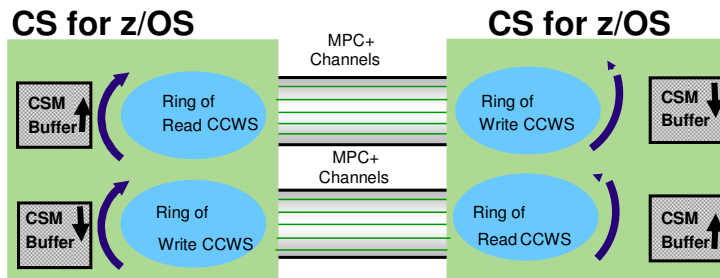 CS for z/OS
CS for z/OS
MPC+
Channels
CSM
Buffer
Ring of
Read CCWS
Ring of
Write CCWS
CSM
Buffer
MPC+
Channels
CSM
Buffer
Ring of
Write CCWS
Ring of
Read CCWS
CSM
Buffer